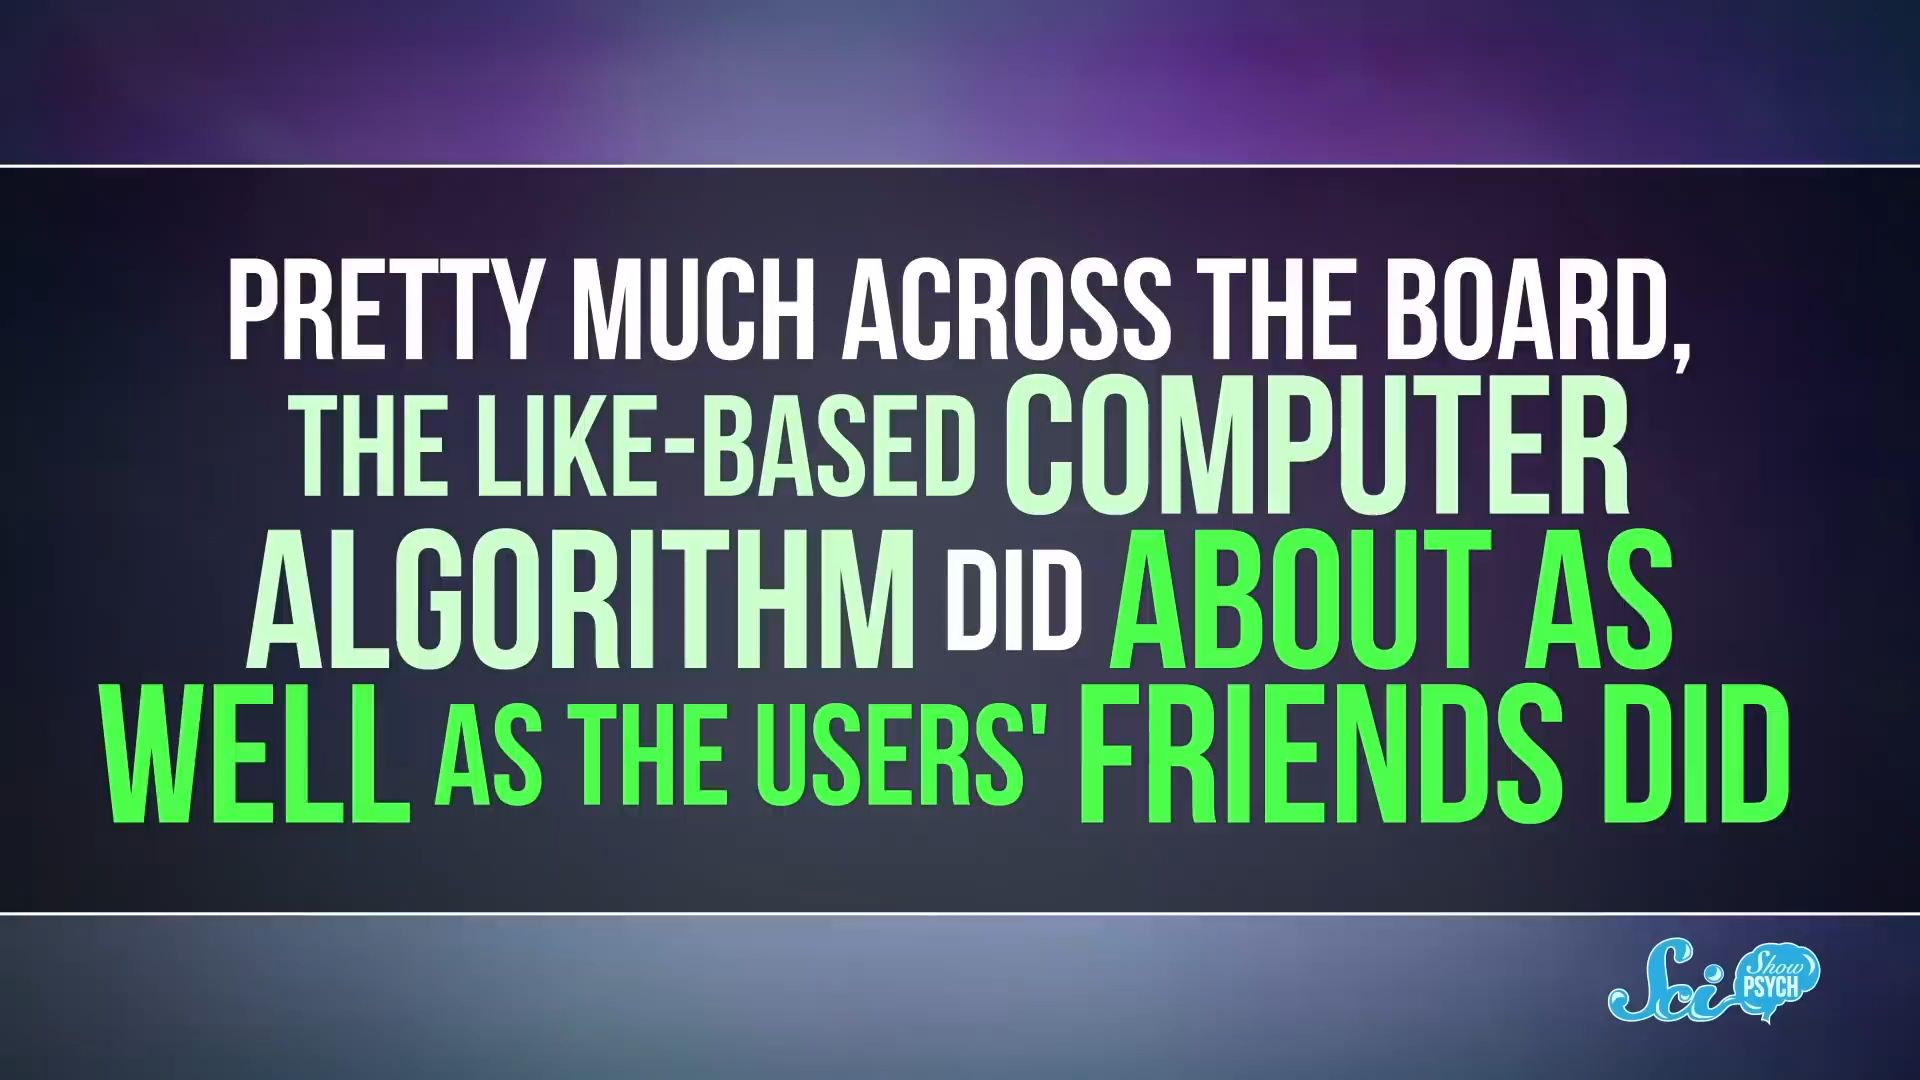 PRETTY MUCH ACROSS THE BOARD,
THE LIKE-BASED COMPUTER
ALGORITHM DID ABOUT AS
WELL AS THE USERS' FRIENDS DID
Sci Show
PSYCH